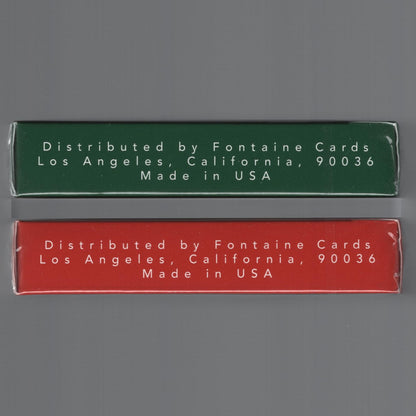 Distributed by Fontaine Cards
Los Angeles, California, 90036
Made in USA
Distributed by Fontaine Cards
Los Angeles, California, 90036
Made in USA